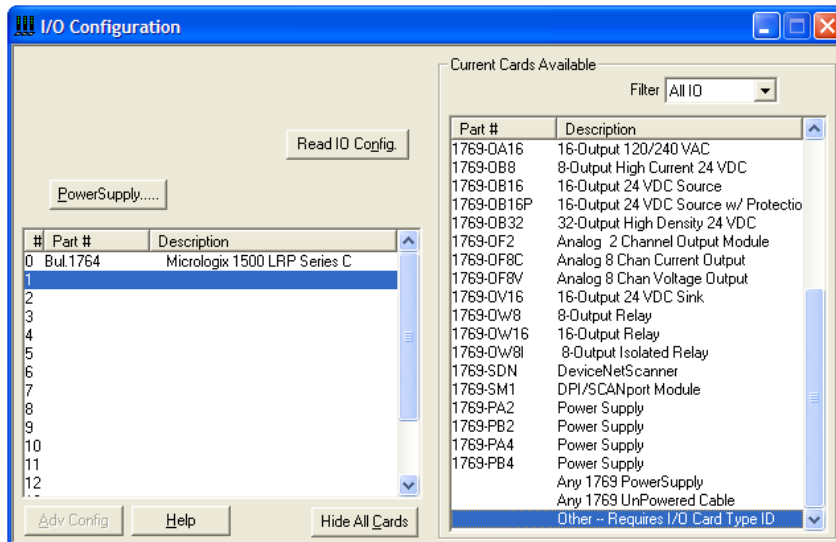 I/O Configuration
Read IO Config.
PowerSupply.....
# Part # Description
0 Bul.1764 Micrologix 1500 LRP Series C
1
2
3
4
5
6
7
8
9
10
11
12
Adv Config Help Hide All Cards
Current Cards Available
Filter All IO
Part # Description
1769-OA16 16-Output 120/240 VAC
1769-OB8 8-Output High Current 24 VDC
1769-OB16 16-Output 24 VDC Source
1769-OB16P 16-Output 24 VDC Source w/ Protectio
1769-OB32 32-Output High Density 24 VDC
1769-OF2 Analog 2 Channel Output Module
1769-OF8C Analog 8 Chan Current Output
1769-OF8V Analog 8 Chan Voltage Output
1769-OV16 16-Output 24 VDC Sink
1769-OW8 8-Output Relay
1769-OW16 16-Output Relay
1769-OW8I 8-Output Isolated Relay
1769-SDN DeviceNetScanner
1769-SM1 DPI/SCANport Module
1769-PA2 Power Supply
1769-PB2 Power Supply
1769-PA4 Power Supply
1769-PB4 Power Supply
Any 1769 PowerSupply
Any 1769 UnPowered Cable
Other -- Requires I/O Card Type ID